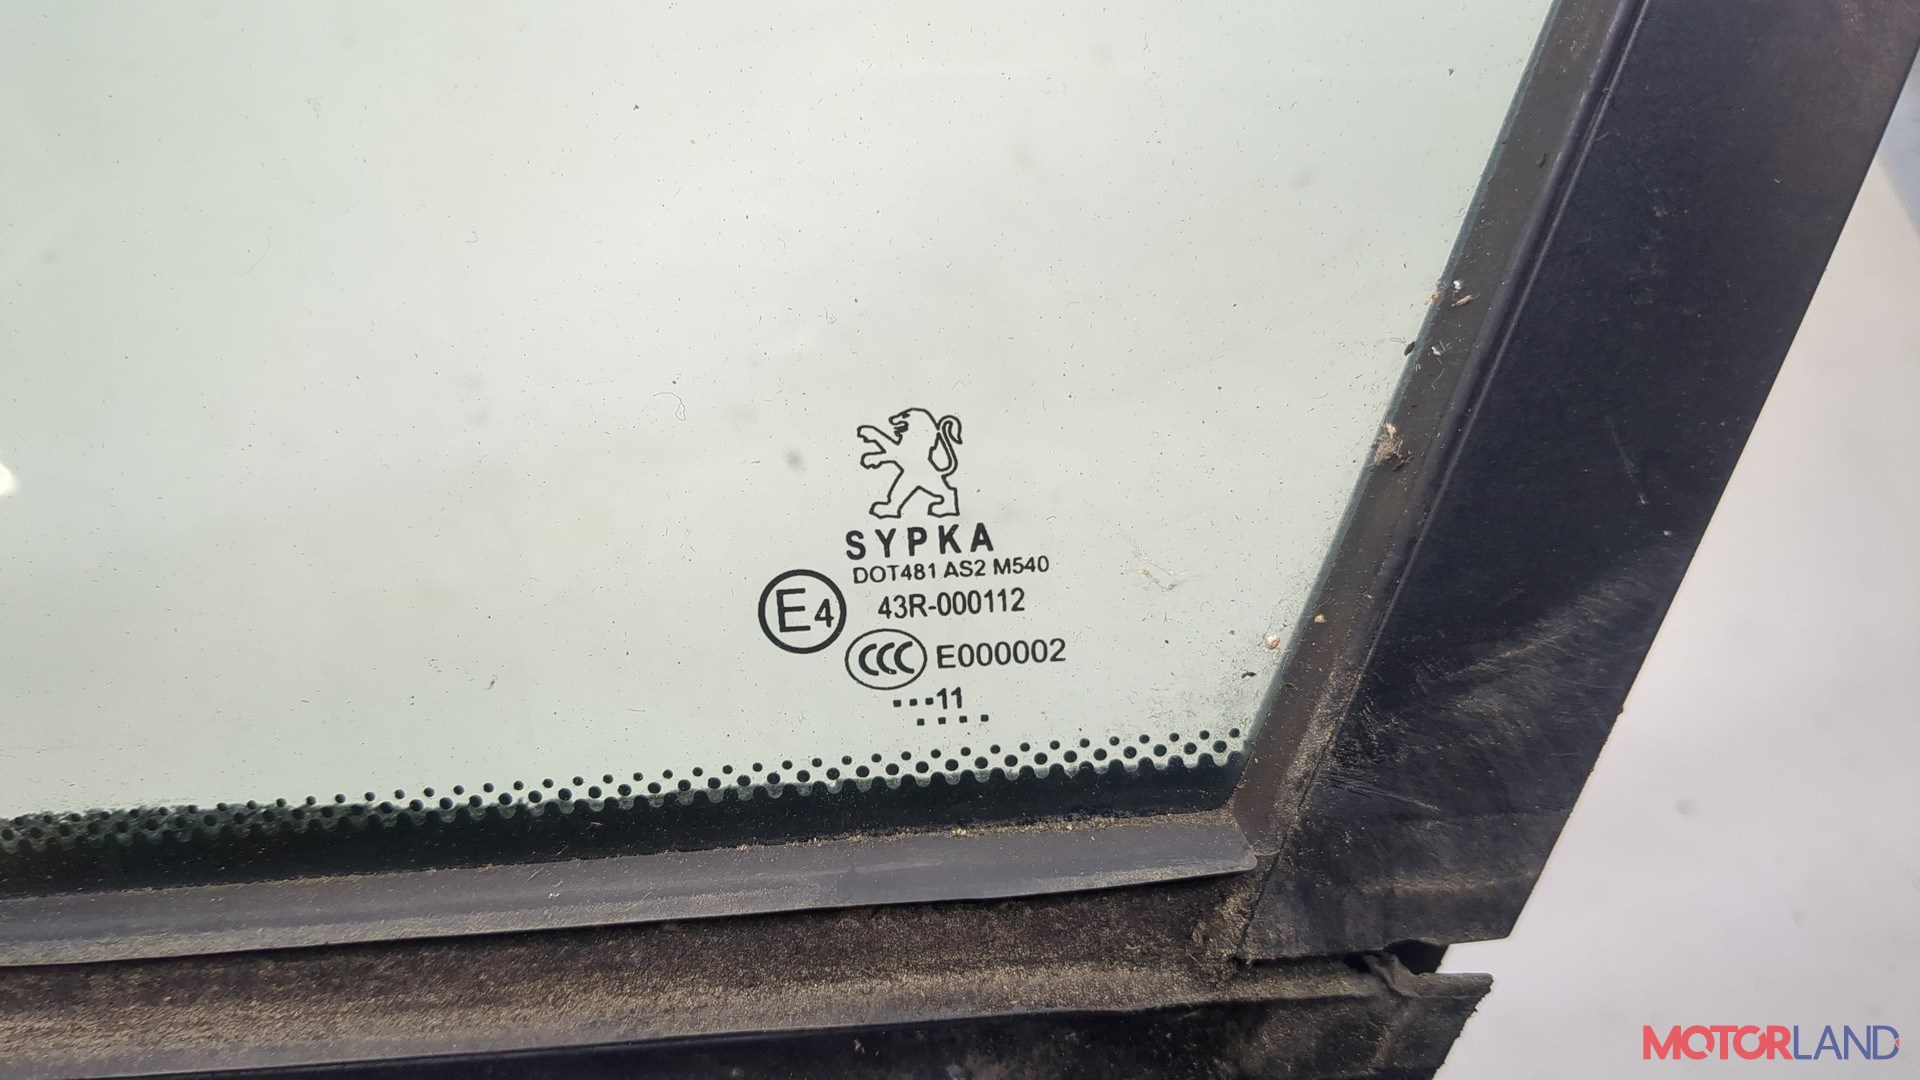 SYPKA
DOT481 AS2 M540
E4
43R-000112
CCC E000002
...11
....
MOTORLAND